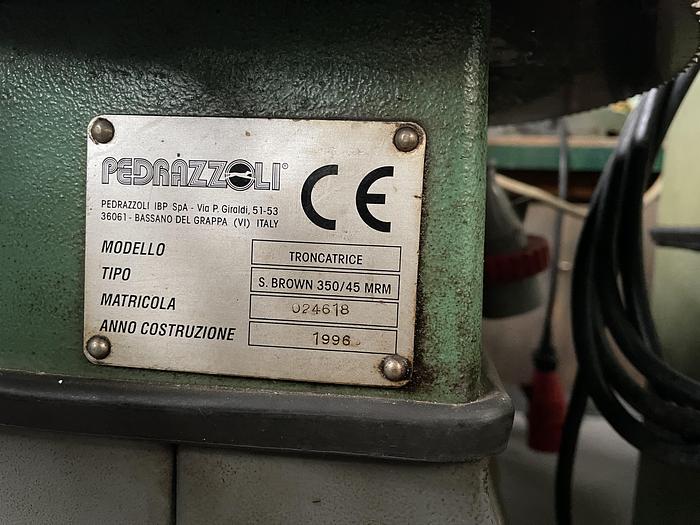 PEDRAZZOLI®
CE
PEDRAZZOLI IBP SpA - Via P. Giraldi, 51-53
36061 - BASSANO DEL GRAPPA (VI) ITALY
MODELLO TRONCATRICE
TIPO S. BROWN 350/45 MRM
MATRICOLA 024618
ANNO COSTRUZIONE 1996